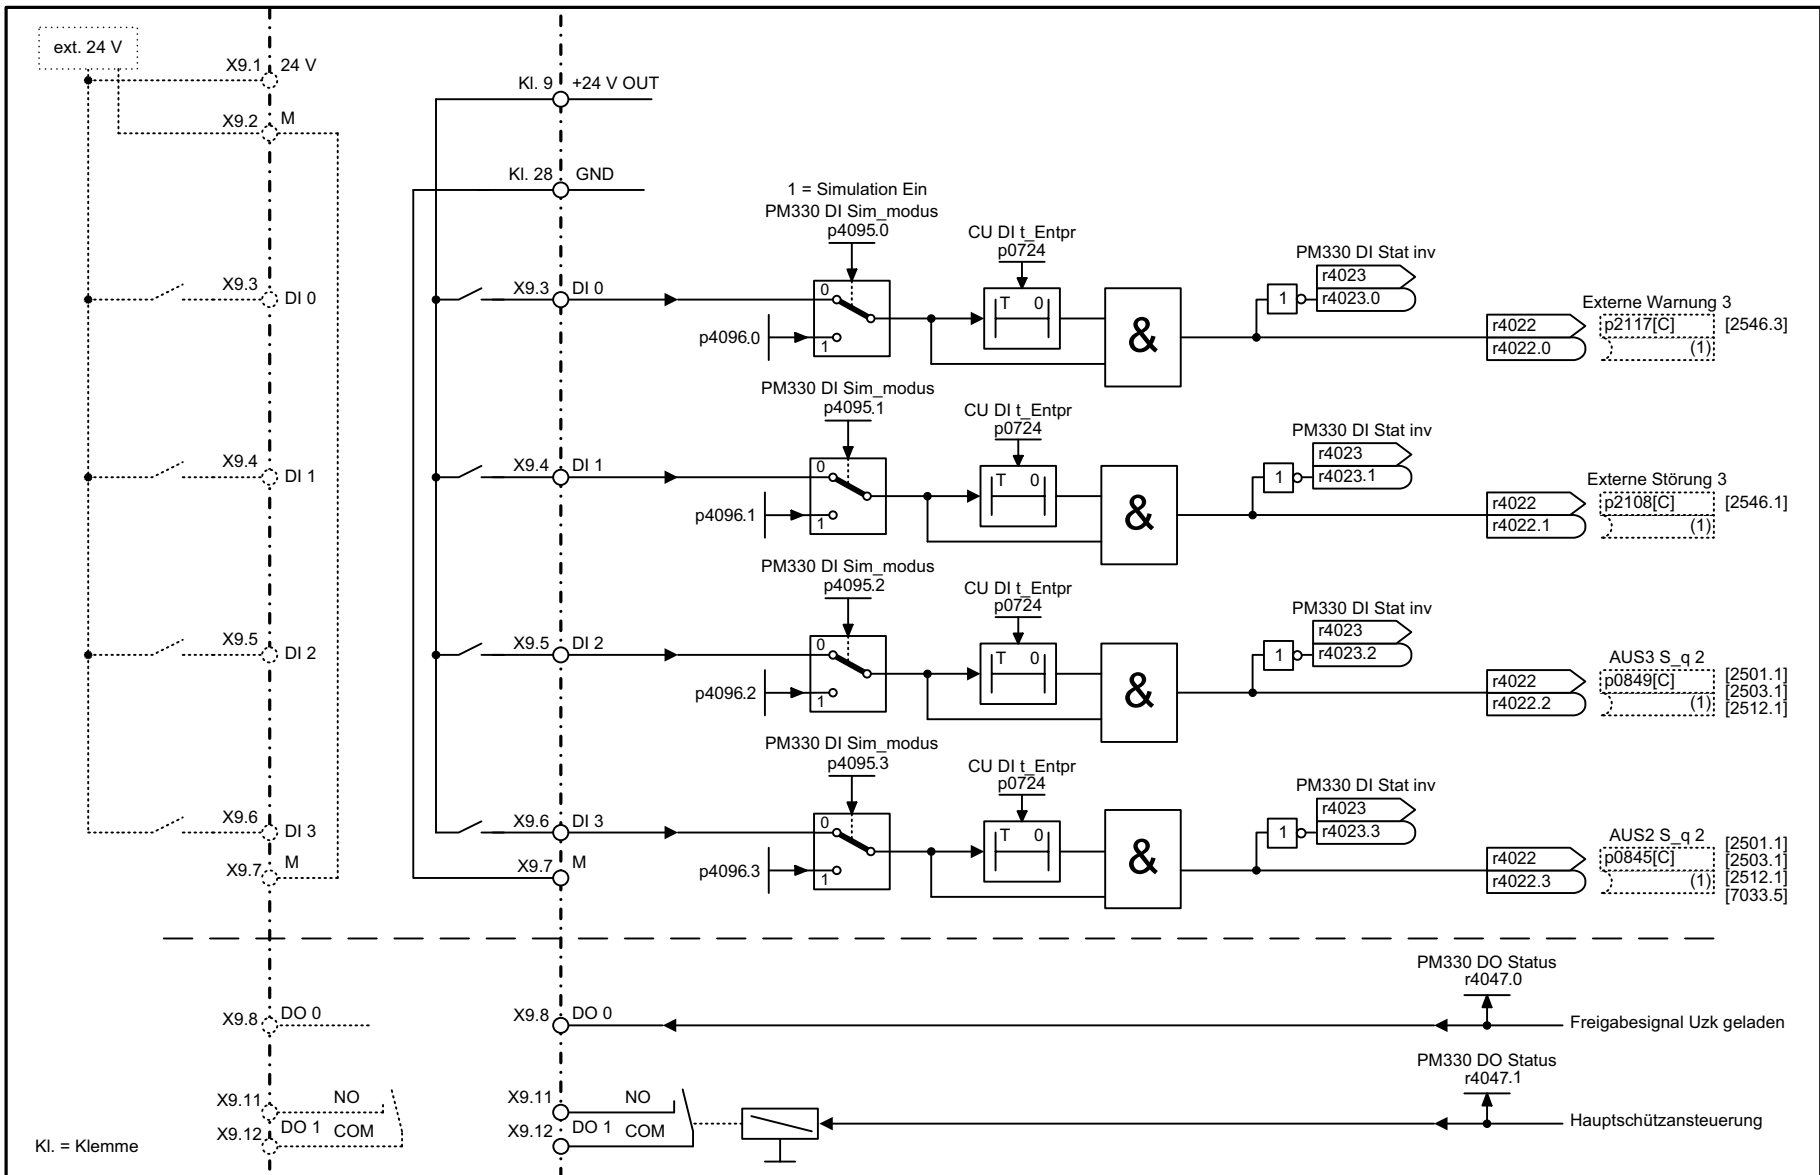 ext. 24 V
X9.1 24 V
X9.2 M
Kl. 9 +24 V OUT
Kl. 28 GND
1 = Simulation Ein
PM330 DI Sim_modus
p4095.0
CU DI t_Entpr
p0724
PM330 DI Stat inv
r4023
r4023.0
X9.3 DI 0
X9.3 DI 0
0
1
p4096.0
T 0
&
1
r4022
r4022.0
Externe Warnung 3
p2117[C] [2546.3]
(1)
PM330 DI Sim_modus
p4095.1
CU DI t_Entpr
p0724
PM330 DI Stat inv
r4023
r4023.1
X9.4 DI 1
X9.4 DI 1
0
1
p4096.1
T 0
&
1
r4022
r4022.1
Externe Störung 3
p2108[C] [2546.1]
(1)
PM330 DI Sim_modus
p4095.2
CU DI t_Entpr
p0724
PM330 DI Stat inv
r4023
r4023.2
X9.5 DI 2
X9.5 DI 2
0
1
p4096.2
T 0
&
1
r4022
r4022.2
AUS3 S_q 2
p0849[C]
(1)
[2501.1]
[2503.1]
[2512.1]
PM330 DI Sim_modus
p4095.3
CU DI t_Entpr
p0724
PM330 DI Stat inv
r4023
r4023.3
X9.6 DI 3
X9.6 DI 3
0
1
p4096.3
T 0
&
1
r4022
r4022.3
AUS2 S_q 2
p0845[C]
(1)
[2501.1]
[2503.1]
[2512.1]
[7033.5]
X9.7 M
X9.7 M
PM330 DO Status
r4047.0
X9.8 DO 0
X9.8 DO 0
Freigabesignal Uzk geladen
PM330 DO Status
r4047.1
X9.11 NO
X9.12 DO 1 COM
X9.11 NO
X9.12 DO 1 COM
Hauptschützansteuerung
Kl. = Klemme